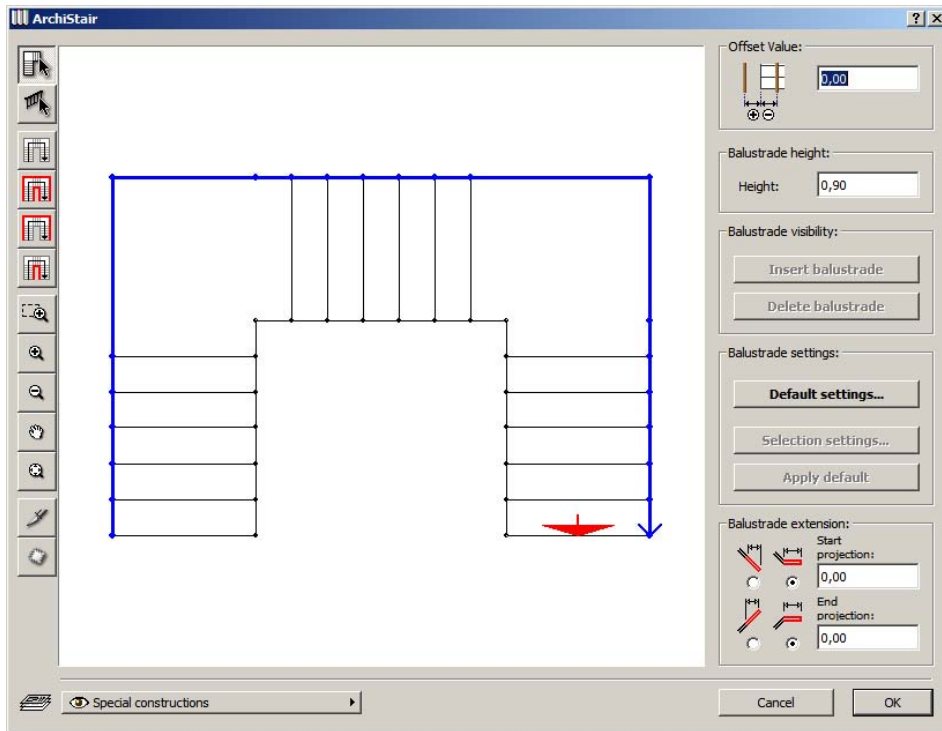 ArchiStair
Offset Value:
0,00
Balustrade height:
Height:
0,90
Balustrade visibility:
Insert balustrade
Delete balustrade
Balustrade settings:
Default settings...
Selection settings...
Apply default
Balustrade extension:
Start
projection:
0,00
End
projection:
0,00
Special constructions
Cancel
OK